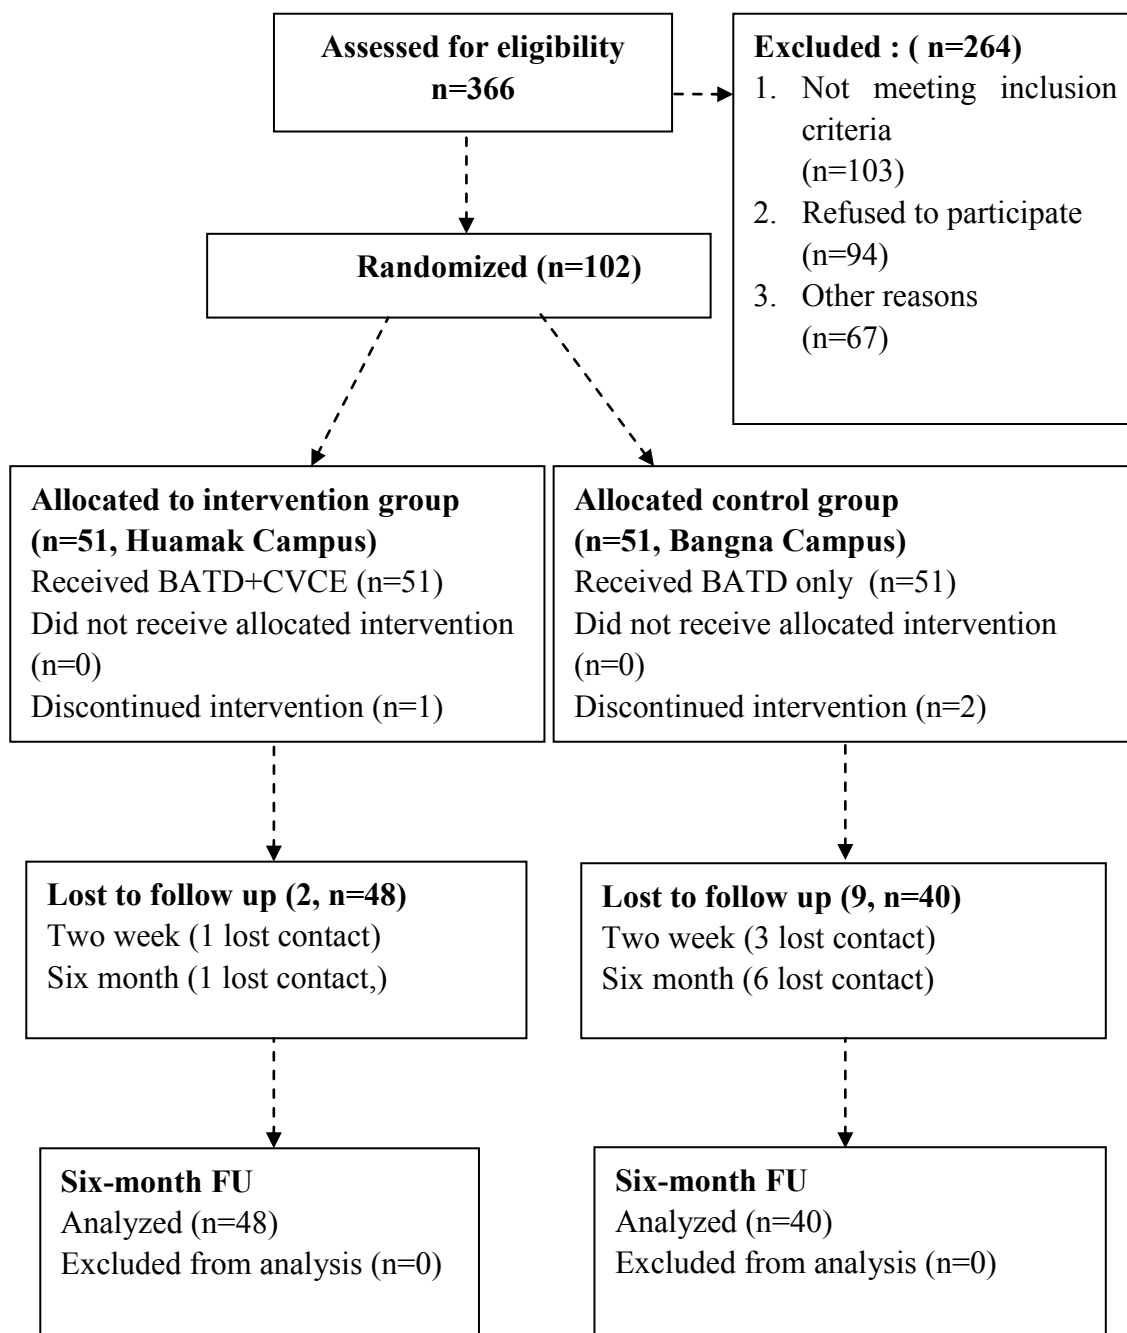 Assessed for eligibility
n=366
Excluded : ( n=264)
1. Not meeting inclusion
criteria
(n=103)
2. Refused to participate
(n=94)
3. Other reasons
(n=67)
Randomized (n=102)
Allocated to intervention group
(n=51, Huamak Campus)
Received BATD+CVCE (n=51)
Did not receive allocated intervention
(n=0)
Discontinued intervention (n=1)
Allocated control group
(n=51, Bangna Campus)
Received BATD only (n=51)
Did not receive allocated intervention
(n=0)
Discontinued intervention (n=2)
Lost to follow up (2, n=48)
Two week (1 lost contact)
Six month (1 lost contact,)
Lost to follow up (9, n=40)
Two week (3 lost contact)
Six month (6 lost contact)
Six-month FU
Analyzed (n=48)
Excluded from analysis (n=0)
Six-month FU
Analyzed (n=40)
Excluded from analysis (n=0)